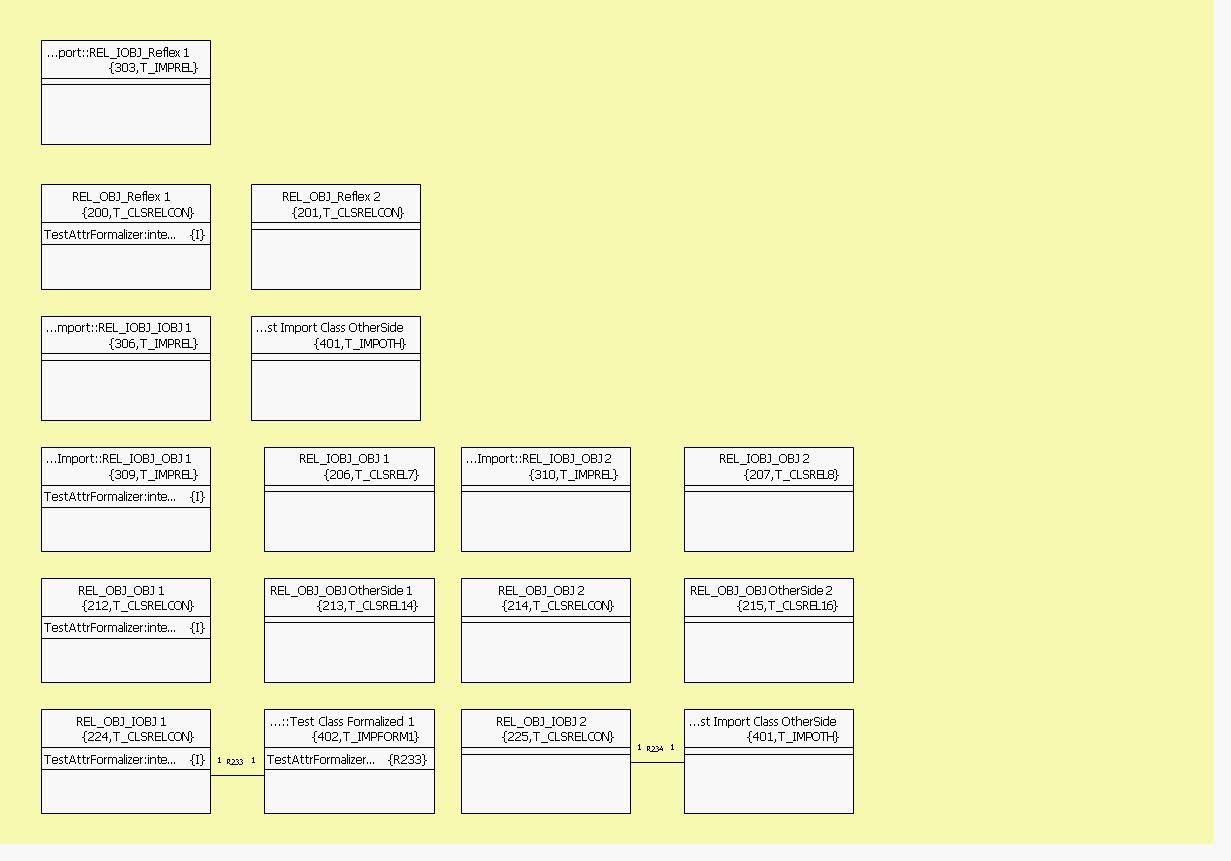 ...port::REL_IOBJ_Reflex 1
{303,T_IMPREL}
REL_OBJ_Reflex 1
{200,T_CLSRELCON}
TestAttrFormalizer:inte... {I}
REL_OBJ_Reflex 2
{201,T_CLSRELCON}
...mport::REL_IOBJ_IOBJ 1
{306,T_IMPREL}
...st Import Class OtherSide
{401,T_IMPOTH}
...Import::REL_IOBJ_OBJ 1
{309,T_IMPREL}
TestAttrFormalizer:inte... {I}
REL_IOBJ_OBJ 1
{206,T_CLSREL7}
...Import::REL_IOBJ_OBJ 2
{310,T_IMPREL}
REL_IOBJ_OBJ 2
{207,T_CLSREL8}
REL_OBJ_OBJ 1
{212,T_CLSRELCON}
TestAttrFormalizer:inte... {I}
REL_OBJ_OBJ OtherSide 1
{213,T_CLSREL14}
REL_OBJ_OBJ 2
{214,T_CLSRELCON}
REL_OBJ_OBJ OtherSide 2
{215,T_CLSREL16}
REL_OBJ_IOBJ 1
{224,T_CLSRELCON}
TestAttrFormalizer:inte... {I}
1 R233 1
...::Test Class Formalized 1
{402,T_IMPFORM1}
TestAttrFormalizer... {R233}
REL_OBJ_IOBJ 2
{225,T_CLSRELCON}
1 R234 1
...st Import Class OtherSide
{401,T_IMPOTH}